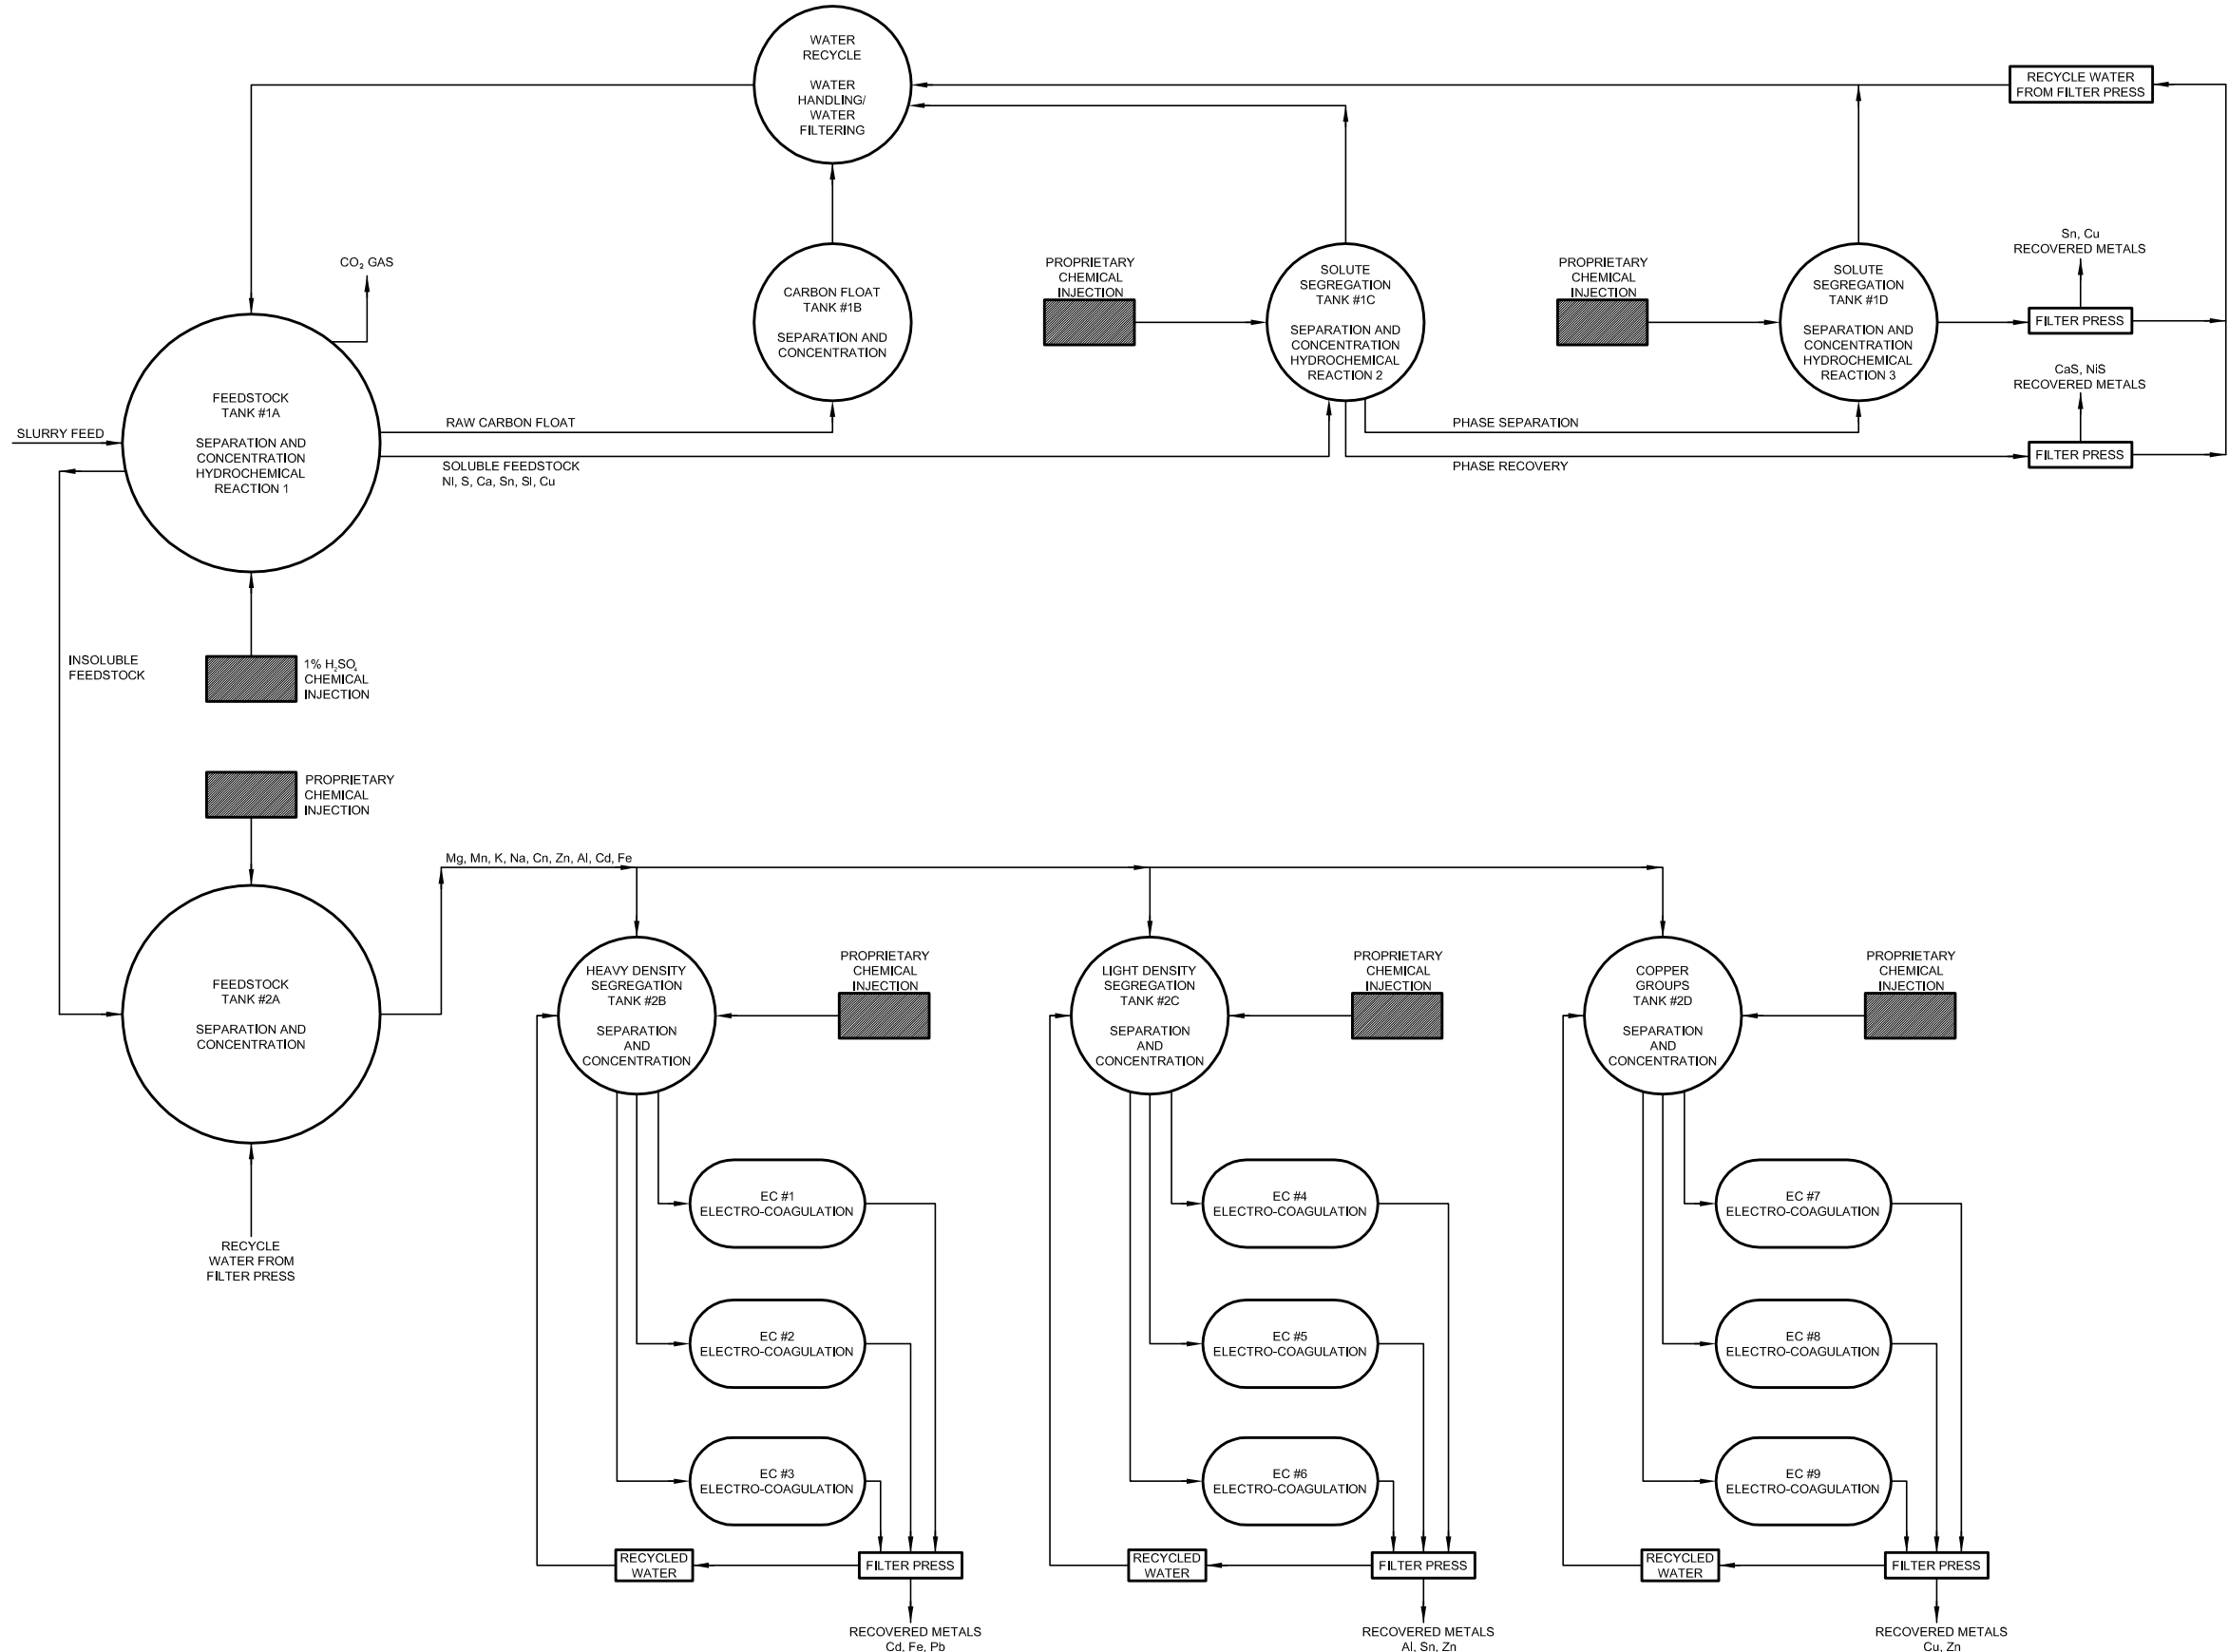 WATER
RECYCLE
WATER
HANDLING/
WATER
FILTERING
RECYCLE WATER
FROM FILTER PRESS
CO₂ GAS
CARBON FLOAT
TANK #1B
SEPARATION AND
CONCENTRATION
PROPRIETARY
CHEMICAL
INJECTION
SOLUTE
SEGREGATION
TANK #1C
SEPARATION AND
CONCENTRATION
HYDROCHEMICAL
REACTION 2
PROPRIETARY
CHEMICAL
INJECTION
SOLUTE
SEGREGATION
TANK #1D
SEPARATION AND
CONCENTRATION
HYDROCHEMICAL
REACTION 3
Sn, Cu
RECOVERED METALS
FILTER PRESS
CaS, NiS
RECOVERED METALS
FILTER PRESS
SLURRY FEED
FEEDSTOCK
TANK #1A
SEPARATION AND
CONCENTRATION
HYDROCHEMICAL
REACTION 1
RAW CARBON FLOAT
SOLUBLE FEEDSTOCK
NI, S, Ca, Sn, SI, Cu
PHASE SEPARATION
PHASE RECOVERY
INSOLUBLE
FEEDSTOCK
1% H₂SO₄
CHEMICAL
INJECTION
PROPRIETARY
CHEMICAL
INJECTION
Mg, Mn, K, Na, Cn, Zn, Al, Cd, Fe
FEEDSTOCK
TANK #2A
SEPARATION AND
CONCENTRATION
RECYCLE
WATER FROM
FILTER PRESS
HEAVY DENSITY
SEGREGATION
TANK #2B
SEPARATION
AND
CONCENTRATION
PROPRIETARY
CHEMICAL
INJECTION
LIGHT DENSITY
SEGREGATION
TANK #2C
SEPARATION
AND
CONCENTRATION
PROPRIETARY
CHEMICAL
INJECTION
COPPER
GROUPS
TANK #2D
SEPARATION
AND
CONCENTRATION
PROPRIETARY
CHEMICAL
INJECTION
EC #1
ELECTRO-COAGULATION
EC #4
ELECTRO-COAGULATION
EC #7
ELECTRO-COAGULATION
EC #2
ELECTRO-COAGULATION
EC #5
ELECTRO-COAGULATION
EC #8
ELECTRO-COAGULATION
EC #3
ELECTRO-COAGULATION
EC #6
ELECTRO-COAGULATION
EC #9
ELECTRO-COAGULATION
RECYCLED
WATER
FILTER PRESS
RECYCLED
WATER
FILTER PRESS
RECYCLED
WATER
FILTER PRESS
RECOVERED METALS
Cd, Fe, Pb
RECOVERED METALS
Al, Sn, Zn
RECOVERED METALS
Cu, Zn